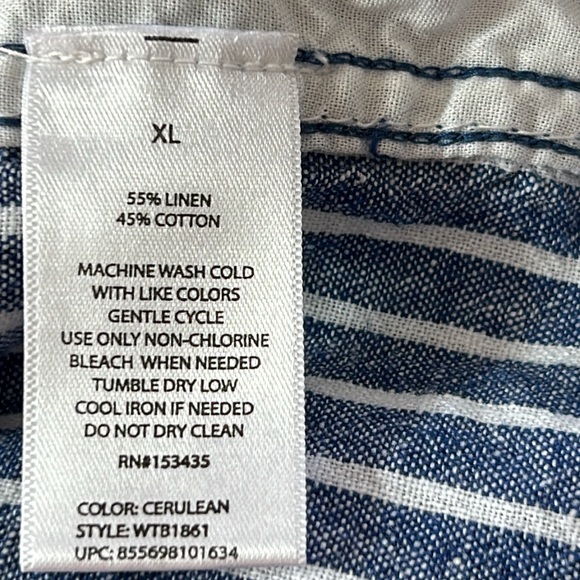 XL
55% LINEN
45% COTTON
MACHINE WASH COLD
WITH LIKE COLORS
GENTLE CYCLE
USE ONLY NON-CHLORINE
BLEACH WHEN NEEDED
TUMBLE DRY LOW
COOL IRON IF NEEDED
DO NOT DRY CLEAN
RN#153435
COLOR: CERULEAN
STYLE: WTB1861
UPC: 855698101634